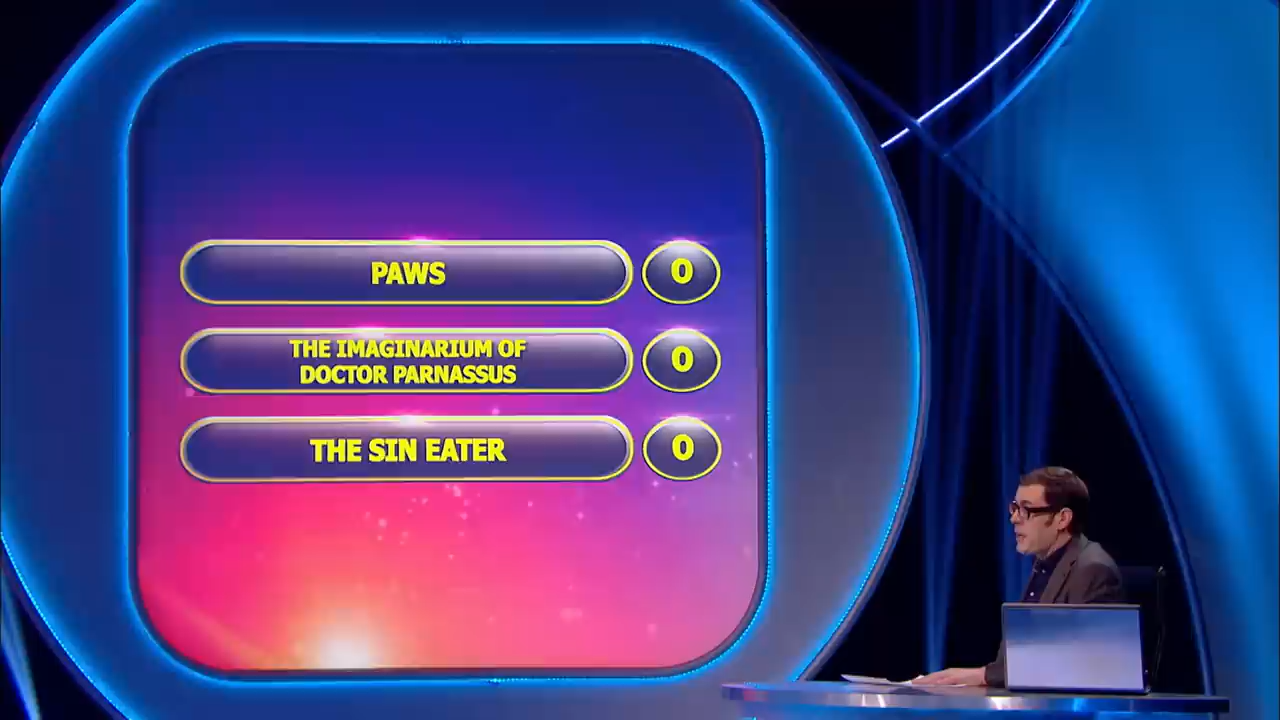 PAWS 0
THE IMAGINARIUM OF
DOCTOR PARNASSUS 0
THE SIN EATER 0